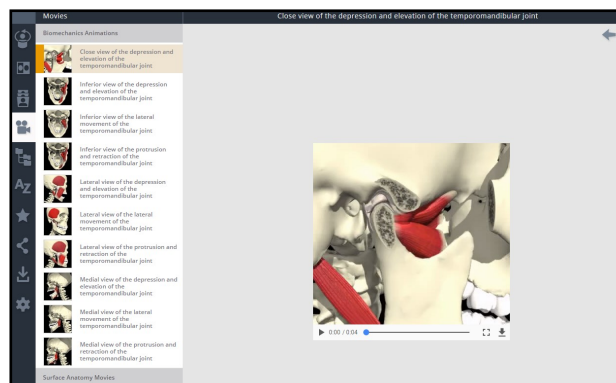 Movies
Close view of the depression and elevation of the temporomandibular joint
Biomechanics Animations
Close view of the depression and
elevation of the
temporomandibular joint
Inferior view of the depression
and elevation of the
temporomandibular joint
Inferior view of the lateral
movement of the
temporomandibular joint
Inferior view of the protrusion
and retraction of the
temporomandibular joint
Lateral view of the depression
and elevation of the
temporomandibular joint
Lateral view of the lateral
movement of the
temporomandibular joint
Lateral view of the protrusion and
retraction of the
temporomandibular joint
Medial view of the depression and
elevation of the
temporomandibular joint
Medial view of the lateral
movement of the
temporomandibular joint
Medial view of the protrusion and
retraction of the
temporomandibular joint
Surface Anatomy Movies
AZ
0:00 / 0:04